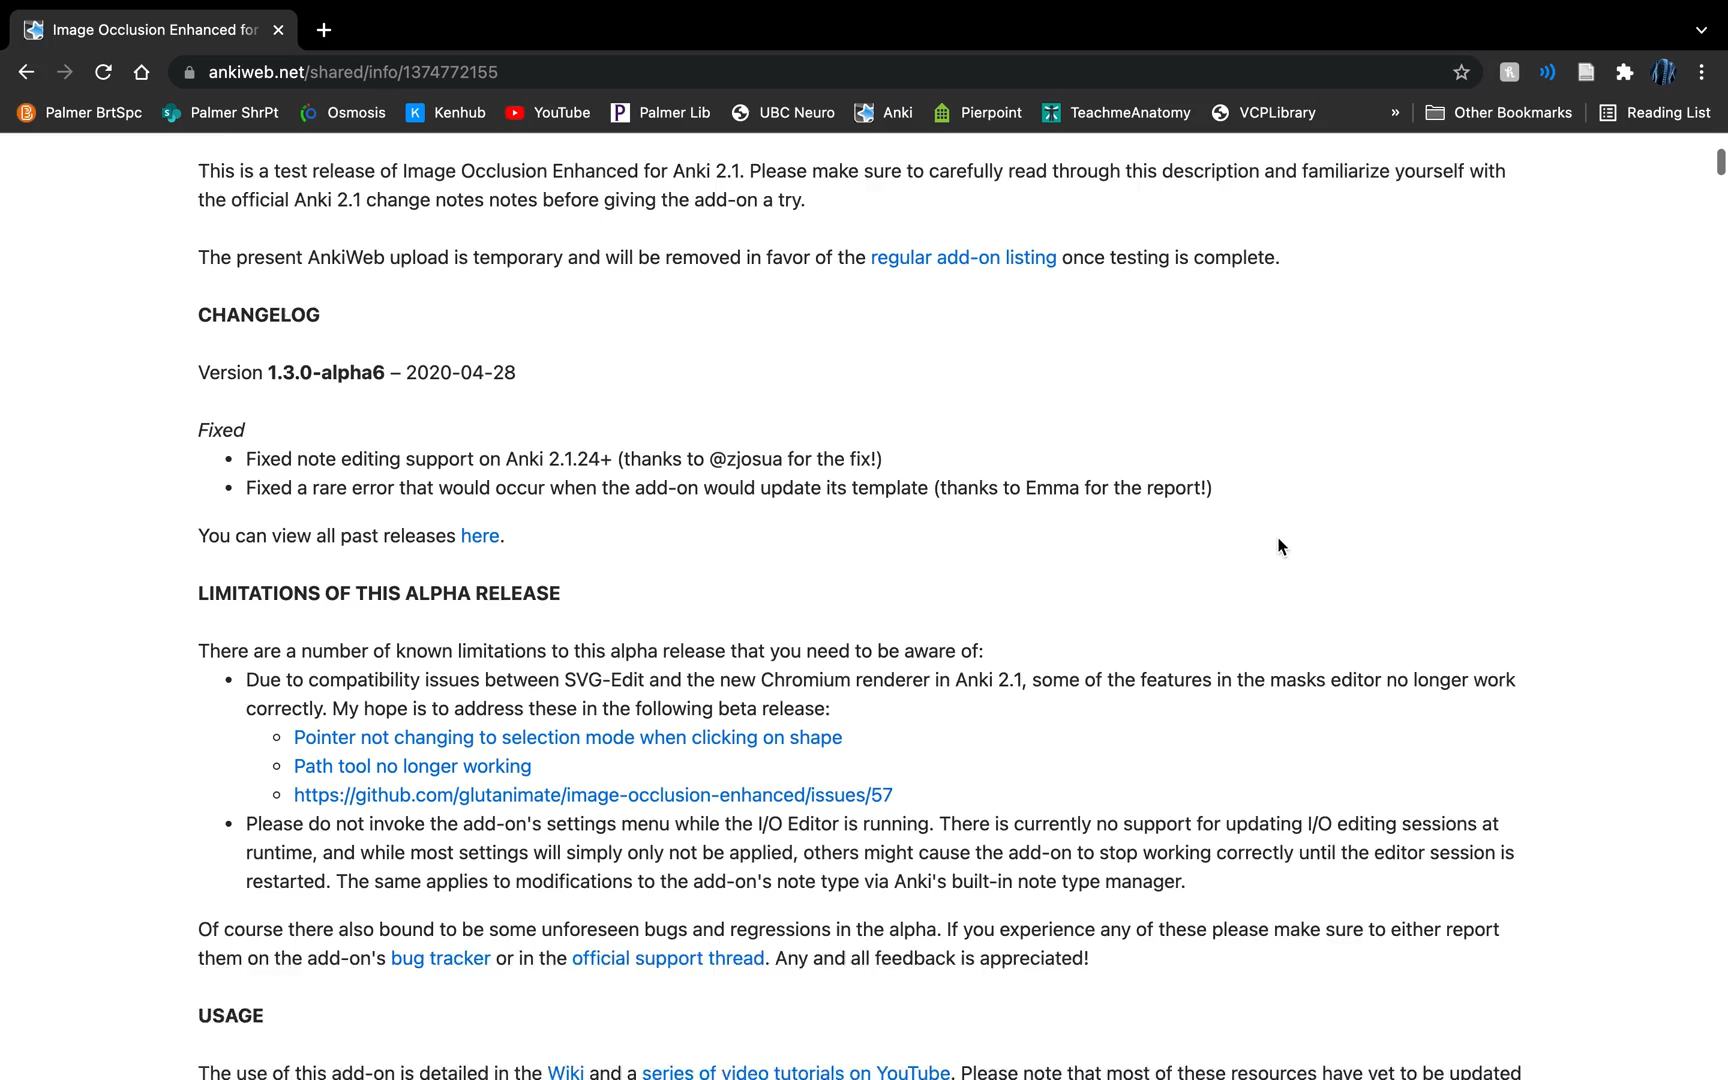 Image Occlusion Enhanced for
ankiweb.net/shared/info/1374772155
Palmer BrtSpc
Palmer ShrPt
Osmosis
K Kenhub
YouTube
P Palmer Lib
UBC Neuro
Anki
Pierpoint
TeachmeAnatomy
VCPLibrary
»
Other Bookmarks
Reading List
This is a test release of Image Occlusion Enhanced for Anki 2.1. Please make sure to carefully read through this description and familiarize yourself with
the official Anki 2.1 change notes notes before giving the add-on a try.
The present AnkiWeb upload is temporary and will be removed in favor of the regular add-on listing once testing is complete.
CHANGELOG
Version 1.3.0-alpha6 – 2020-04-28
Fixed
• Fixed note editing support on Anki 2.1.24+ (thanks to @zjosua for the fix!)
• Fixed a rare error that would occur when the add-on would update its template (thanks to Emma for the report!)
You can view all past releases here.
LIMITATIONS OF THIS ALPHA RELEASE
There are a number of known limitations to this alpha release that you need to be aware of:
• Due to compatibility issues between SVG-Edit and the new Chromium renderer in Anki 2.1, some of the features in the masks editor no longer work
correctly. My hope is to address these in the following beta release:
◦ Pointer not changing to selection mode when clicking on shape
◦ Path tool no longer working
◦ https://github.com/glutanimate/image-occlusion-enhanced/issues/57
• Please do not invoke the add-on's settings menu while the I/O Editor is running. There is currently no support for updating I/O editing sessions at
runtime, and while most settings will simply only not be applied, others might cause the add-on to stop working correctly until the editor session is
restarted. The same applies to modifications to the add-on's note type via Anki's built-in note type manager.
Of course there also bound to be some unforeseen bugs and regressions in the alpha. If you experience any of these please make sure to either report
them on the add-on's bug tracker or in the official support thread. Any and all feedback is appreciated!
USAGE
The use of this add-on is detailed in the Wiki and a series of video tutorials on YouTube. Please note that most of these resources have yet to be updated